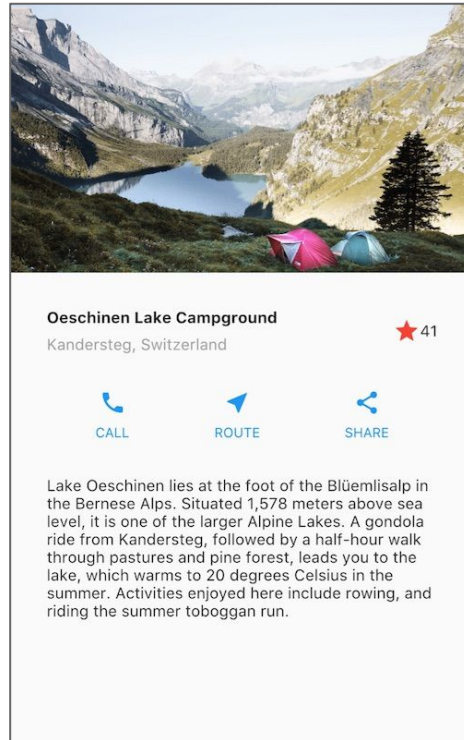 Oeschinen Lake Campground
Kandersteg, Switzerland
41
CALL
ROUTE
SHARE
Lake Oeschinen lies at the foot of the Blüemlisalp in
the Bernese Alps. Situated 1,578 meters above sea
level, it is one of the larger Alpine Lakes. A gondola
ride from Kandersteg, followed by a half-hour walk
through pastures and pine forest, leads you to the
lake, which warms to 20 degrees Celsius in the
summer. Activities enjoyed here include rowing, and
riding the summer toboggan run.